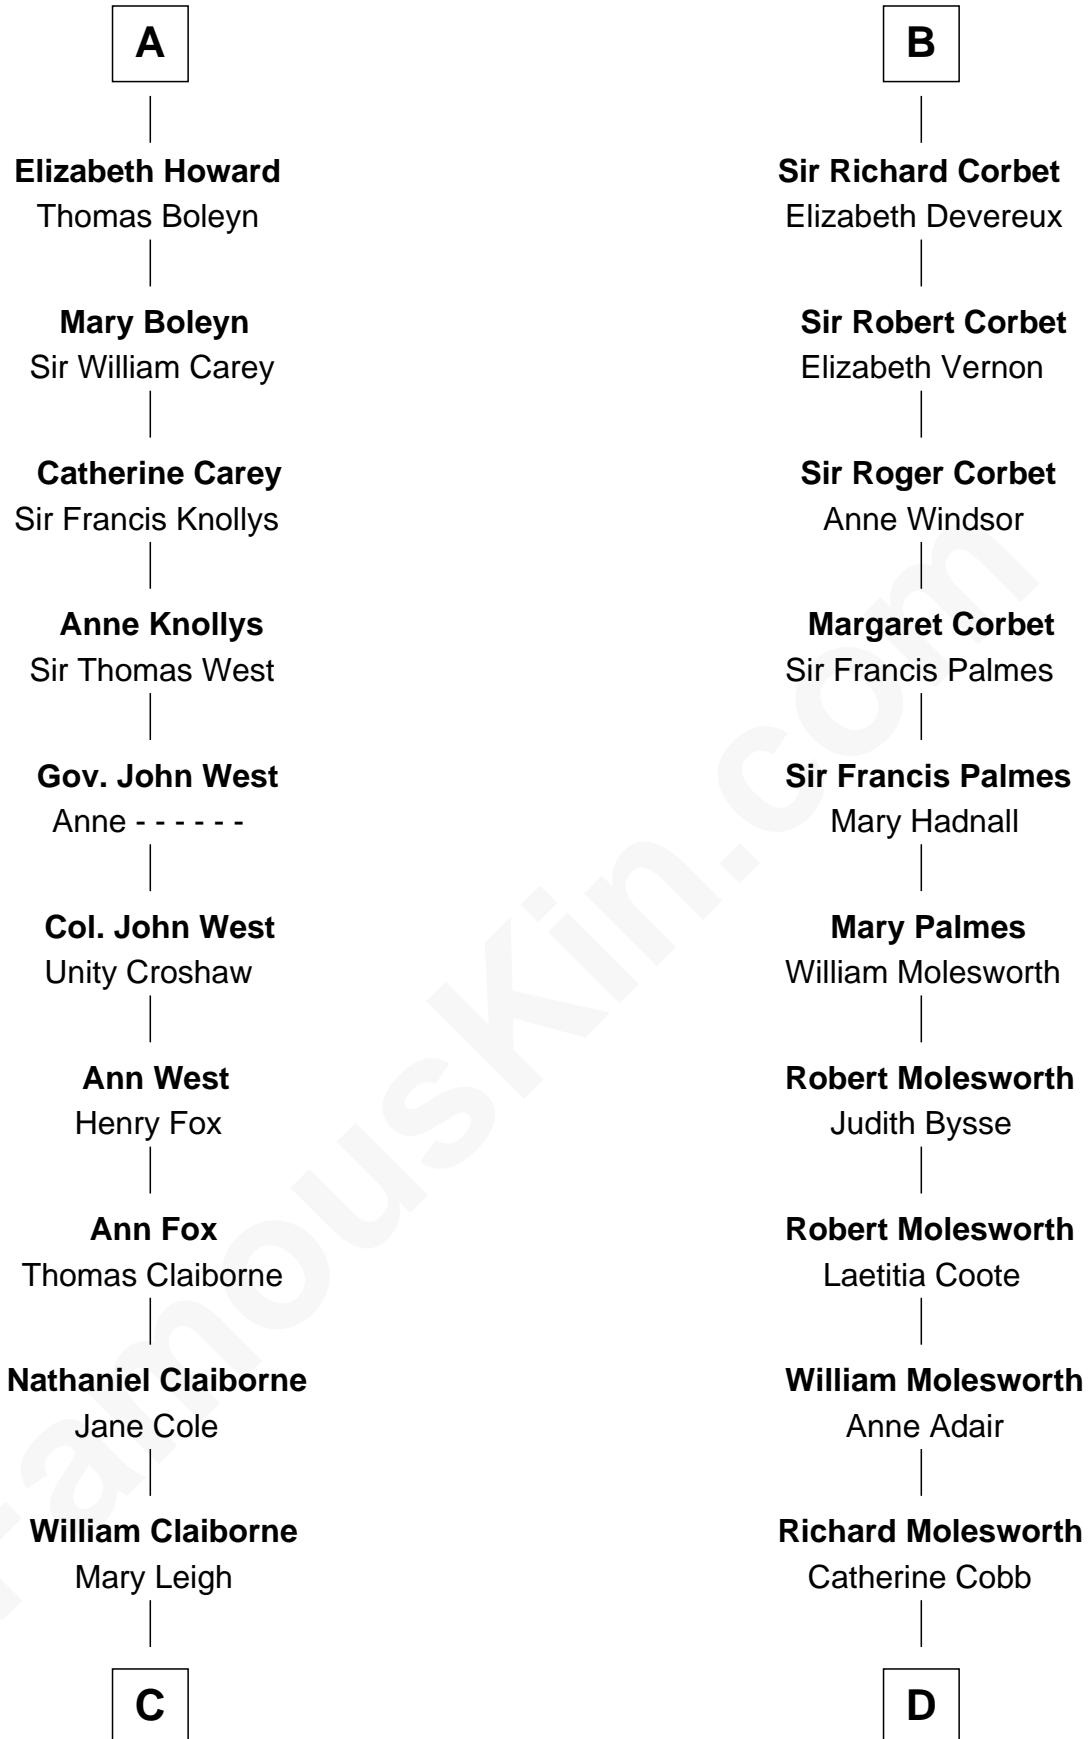 A
Elizabeth Howard
Thomas Boleyn
Mary Boleyn
Sir William Carey
Catherine Carey
Sir Francis Knollys
Anne Knollys
Sir Thomas West
Gov. John West
Anne - - - - - -
Col. John West
Unity Croshaw
Ann West
Henry Fox
Ann Fox
Thomas Claiborne
Nathaniel Claiborne
Jane Cole
William Claiborne
Mary Leigh
C
B
Sir Richard Corbet
Elizabeth Devereux
Sir Robert Corbet
Elizabeth Vernon
Sir Roger Corbet
Anne Windsor
Margaret Corbet
Sir Francis Palmes
Sir Francis Palmes
Mary Hadnall
Mary Palmes
William Molesworth
Robert Molesworth
Judith Bysse
Robert Molesworth
Laetitia Coote
William Molesworth
Anne Adair
Richard Molesworth
Catherine Cobb
D
FamousKin.com